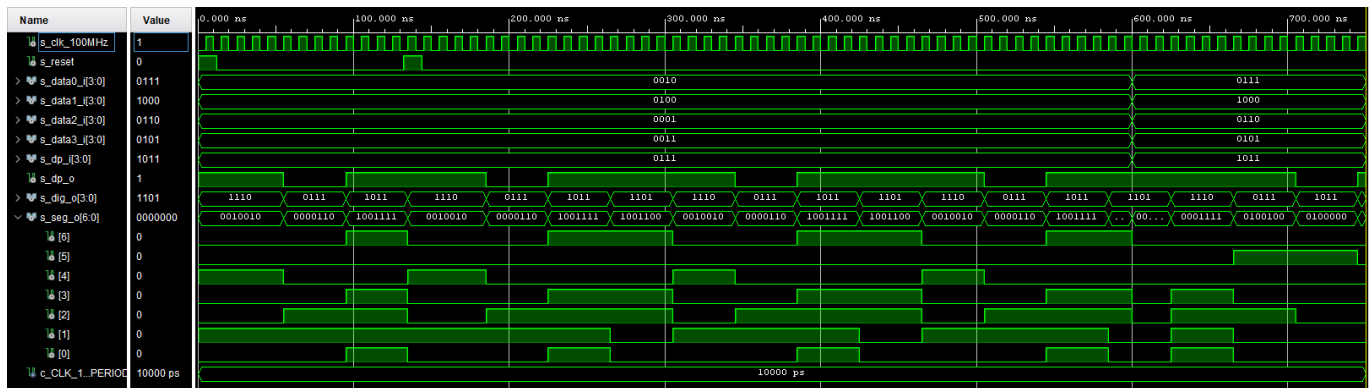 Name Value 0.000 ns 100.000 ns 200.000 ns 300.000 ns 400.000 ns 500.000 ns 600.000 ns 700.000 ns
s_clk_100MHz 1
s_reset 0
s_data0_i[3:0] 0111 0010 0111
s_data1_i[3:0] 1000 0100 1000
s_data2_i[3:0] 0110 0001 0110
s_data3_i[3:0] 0101 0011 0101
s_dp_i[3:0] 1011 0111 1011
s_dp_o 1
s_dig_o[3:0] 1101 1110 0111 1011 1110 0111 1011 1101 1110 0111 1011 1101 1110 0111 1011 1101 1101 1110 0111 1011
s_seg_o[6:0] 0000000 0010010 0000110 1001111 0010010 0000110 1001111 1001100 0010010 0000110 1001111 1001100 0010010 0000110 1001111 ... 00... 0001111 0100100 0100000
[6] 0
[5] 0
[4] 0
[3] 0
[2] 0
[1] 0
[0] 0
c_CLK_1...PERIOD 10000 ps 10000 ps